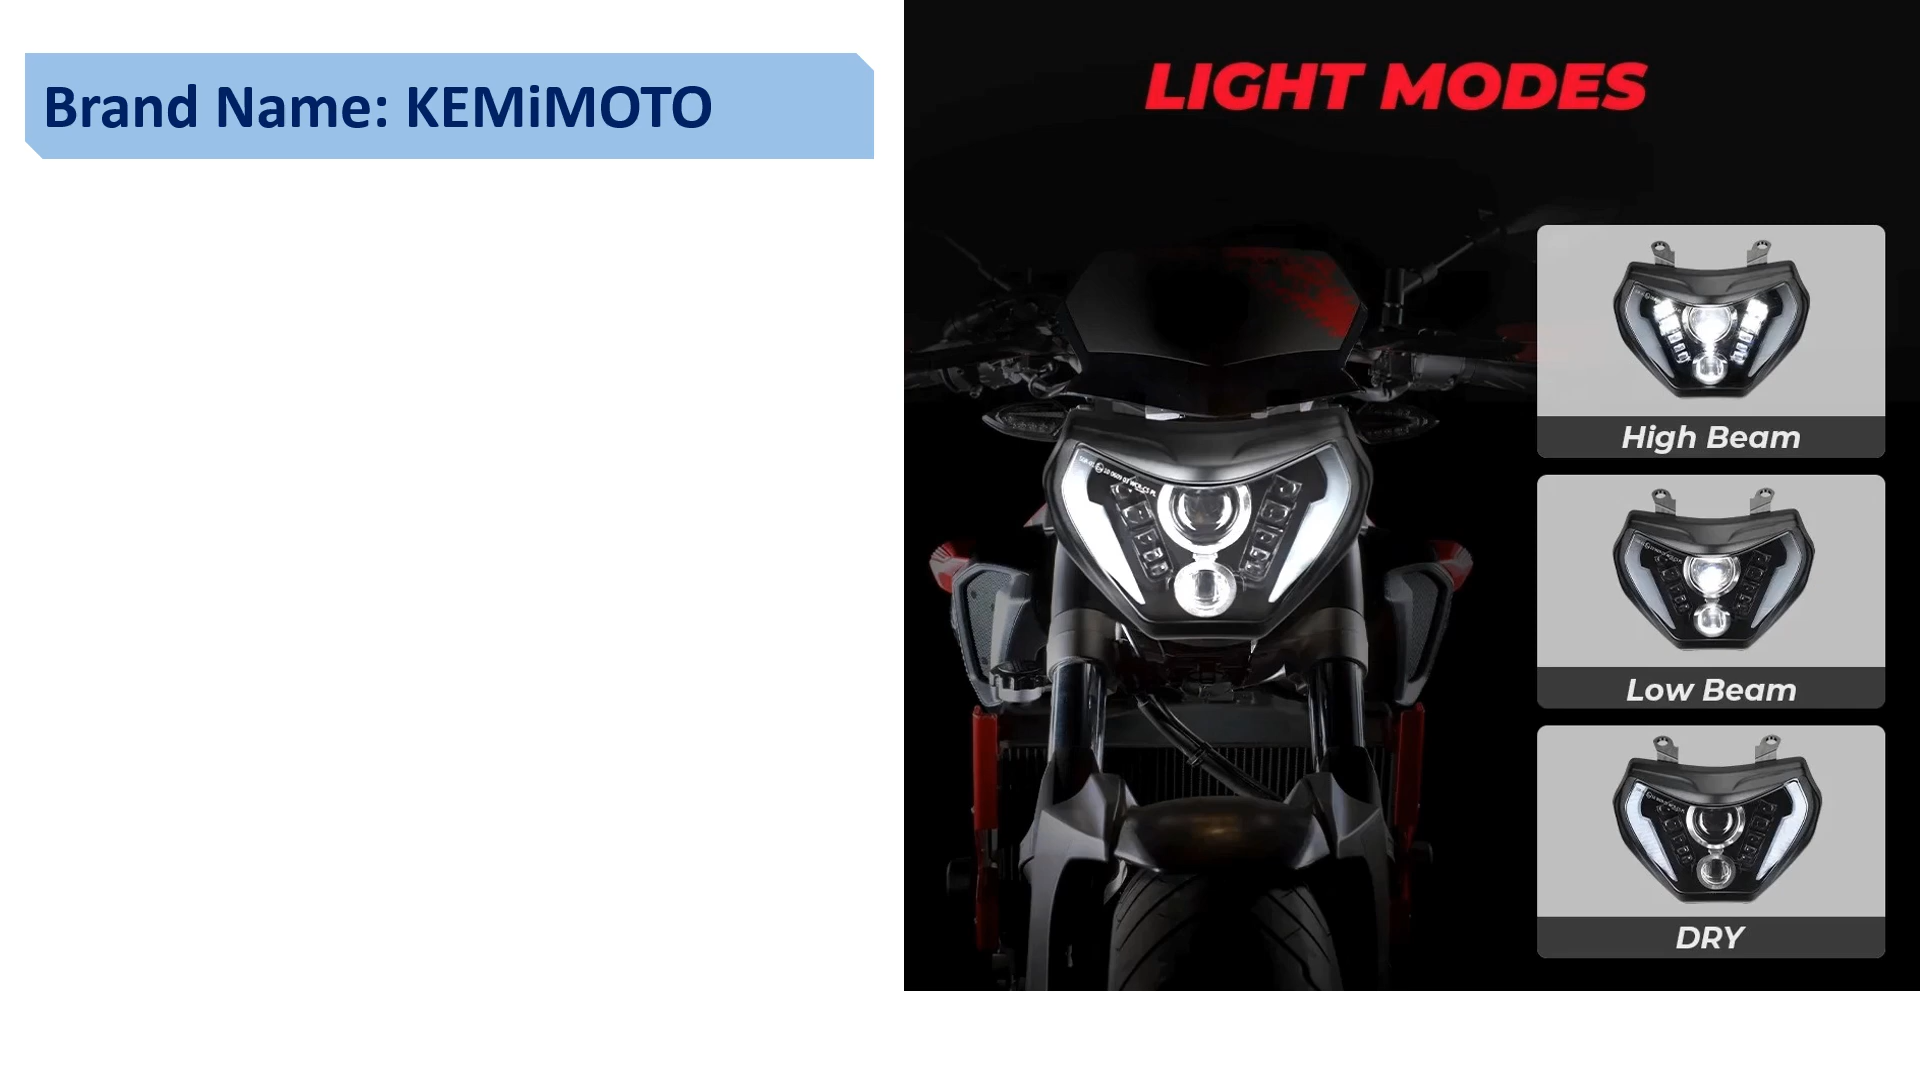 Brand Name: KEMiMOTO
LIGHT MODES
High Beam
Low Beam
DRY